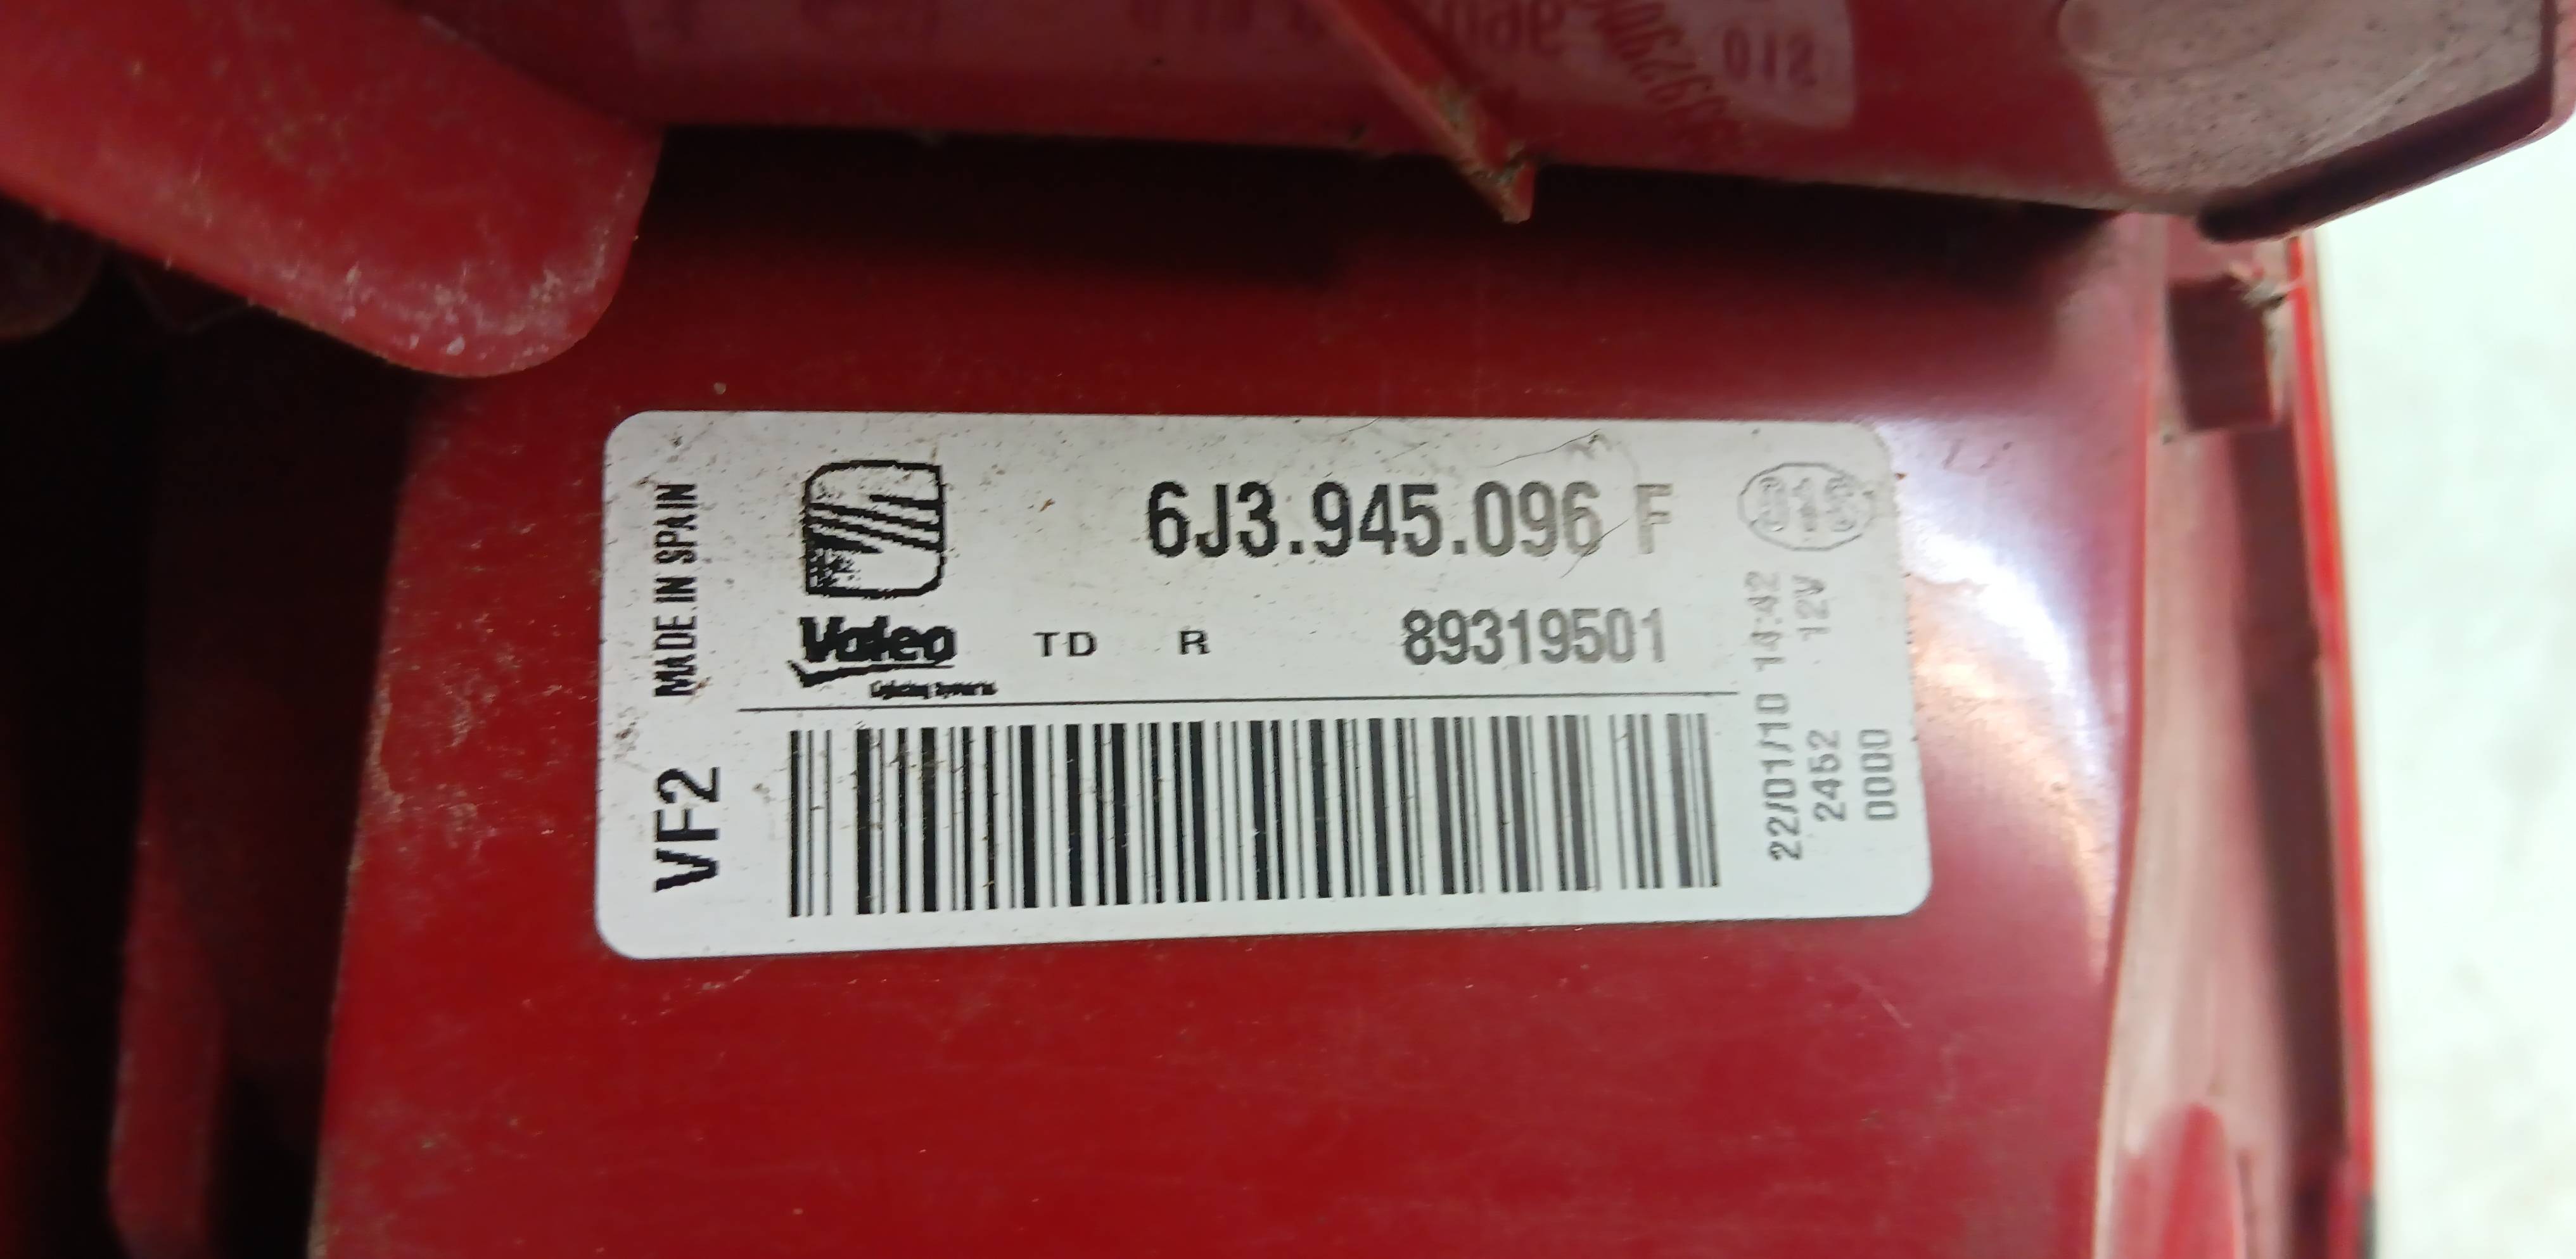 MADE IN SPAIN
VF2
6J3.945.096 F
Valeo
TD R 89319501
22/01/10 14:42
2452 12V
0000